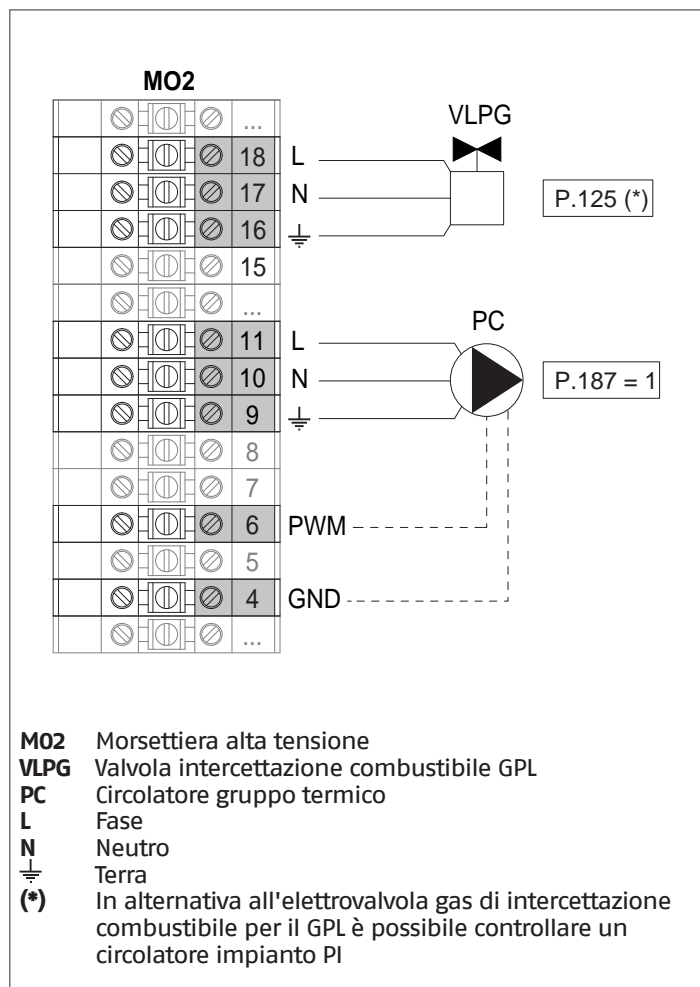 MO2
VLPG
...
18 L
17 N
P.125 (*)
16
15
...
PC
11 L
10 N
P.187 = 1
9
8
7
6 PWM
5
4 GND
...
MO2 Morsettiera alta tensione
VLPG Valvola intercettazione combustibile GPL
PC Circolatore gruppo termico
L Fase
N Neutro
⏚ Terra
(*) In alternativa all'elettrovalvola gas di intercettazione
combustibile per il GPL è possibile controllare un
circolatore impianto PI